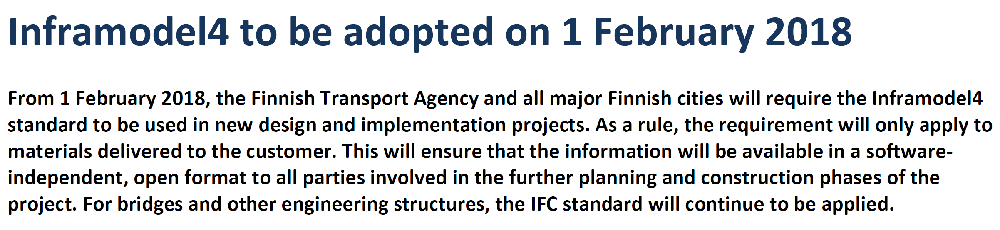 Inframodel4 to be adopted on 1 February 2018
From 1 February 2018, the Finnish Transport Agency and all major Finnish cities will require the Inframodel4
standard to be used in new design and implementation projects. As a rule, the requirement will only apply to
materials delivered to the customer. This will ensure that the information will be available in a software-
independent, open format to all parties involved in the further planning and construction phases of the
project. For bridges and other engineering structures, the IFC standard will continue to be applied.